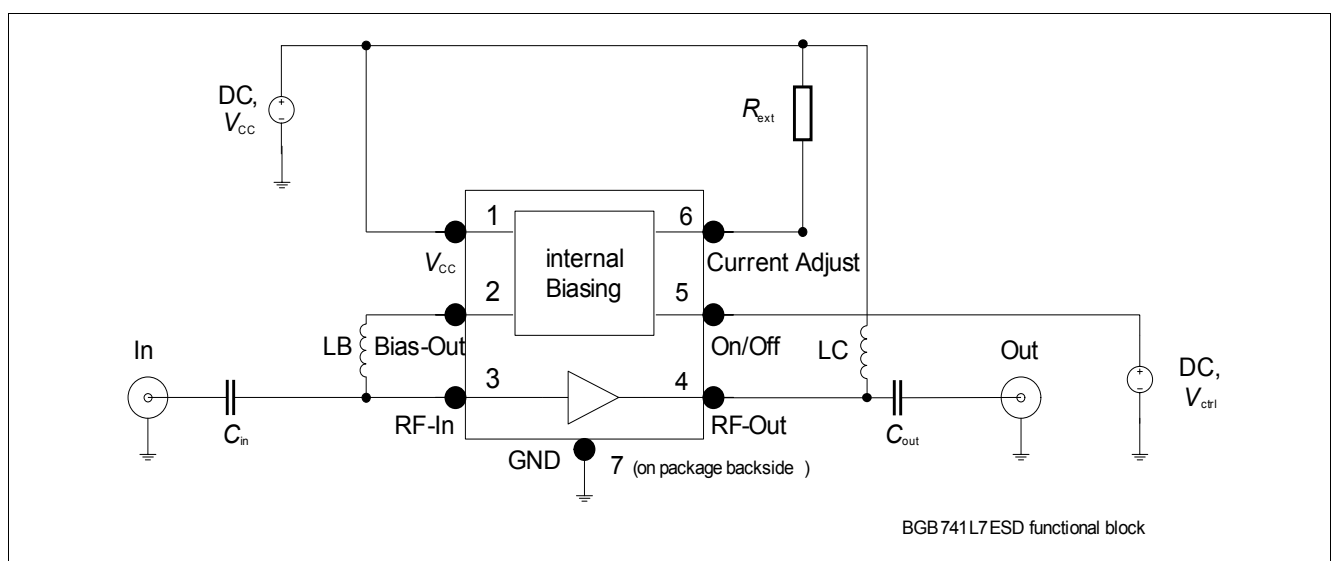 DC,
VCC
Rext
1
6
VCC
internal
Biasing
Current Adjust
2
5
In
LB
Bias-Out
On/Off
LC
Out
DC,
Vctrl
3
4
Cin
RF-In
RF-Out
Cout
GND
7 (on package backside )
BGB741L7ESD functional block